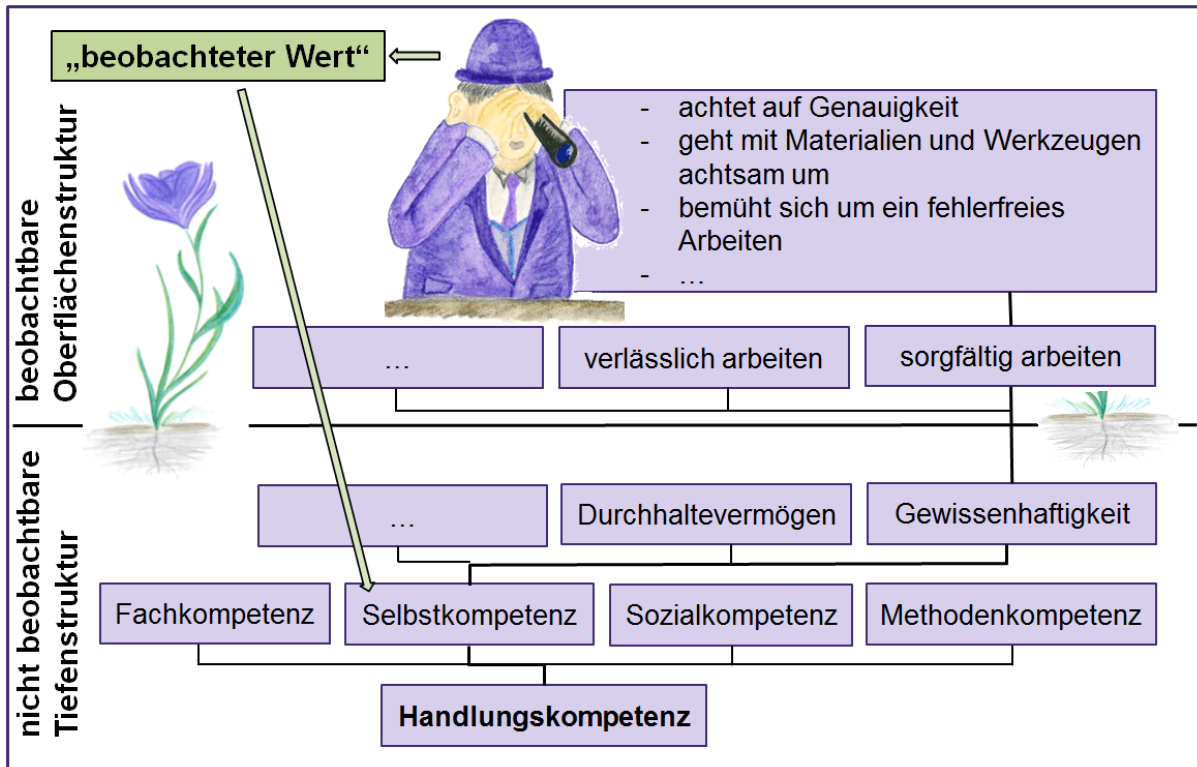 „beobachteter Wert“
- achtet auf Genauigkeit
- geht mit Materialien und Werkzeugen
achtsam um
- bemüht sich um ein fehlerfreies
Arbeiten
- …
beobachtbare
Oberflächenstruktur
…
verlässlich arbeiten
sorgfältig arbeiten
nicht beobachtbare
Tiefenstruktur
…
Durchhaltevermögen
Gewissenhaftigkeit
Fachkompetenz
Selbstkompetenz
Sozialkompetenz
Methodenkompetenz
Handlungskompetenz